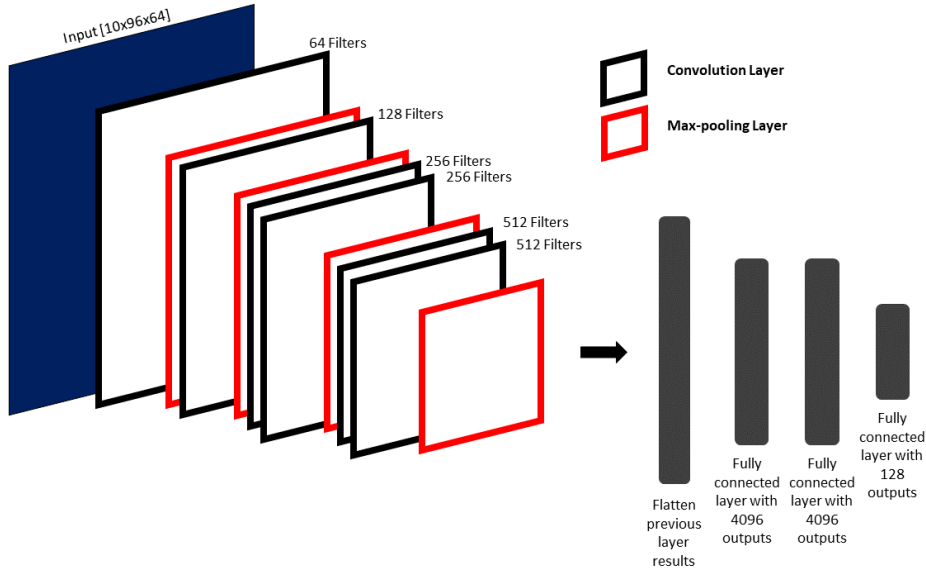 Input [10x96x64]
64 Filters
128 Filters
256 Filters
256 Filters
512 Filters
512 Filters
Convolution Layer
Max-pooling Layer
Flatten
previous
layer
results
Fully
connected
layer with
4096
outputs
Fully
connected
layer with
4096
outputs
Fully
connected
layer with
128
outputs